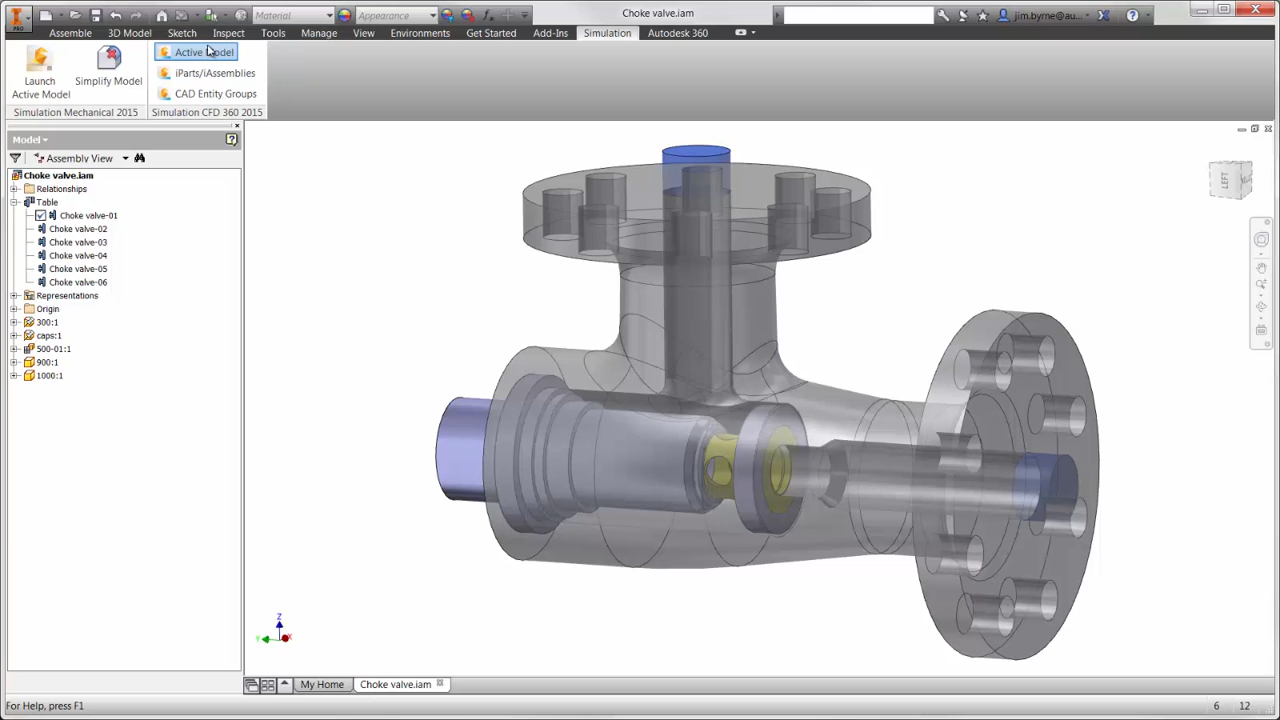 Material
Appearance
Choke valve.iam
jim.byrne@au...
PRO
Assembly 3D Model Sketch Inspect Tools Manage View Environments Get Started Add-Ins Simulation Autodesk 360
Launch
Active Model
Simplify Model
Active Model
iParts/iAssemblies
CAD Entity Groups
Simulation Mechanical 2015
Simulation CFD 360 2015
Model
Assembly View
Choke valve.iam
Relationships
Table
Choke valve-01
Choke valve-02
Choke valve-03
Choke valve-04
Choke valve-05
Choke valve-06
Representations
Origin
300:1
caps:1
500-01:1
900:1
1000:1
LEFT
Z
Y
X
My Home
Choke valve.iam
For Help, press F1
6 12